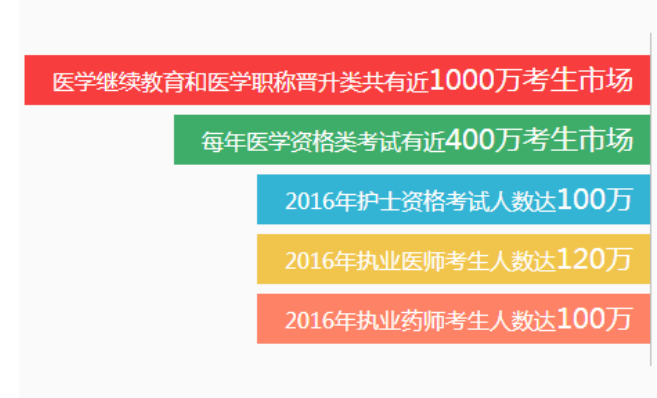 医学继续教育和医学职称晋升类共有近1000万考生市场
每年医学资格类考试有近400万考生市场
2016年护士资格考试人数达100万
2016年执业医师考生人数达120万
2016年执业药师考生人数达100万